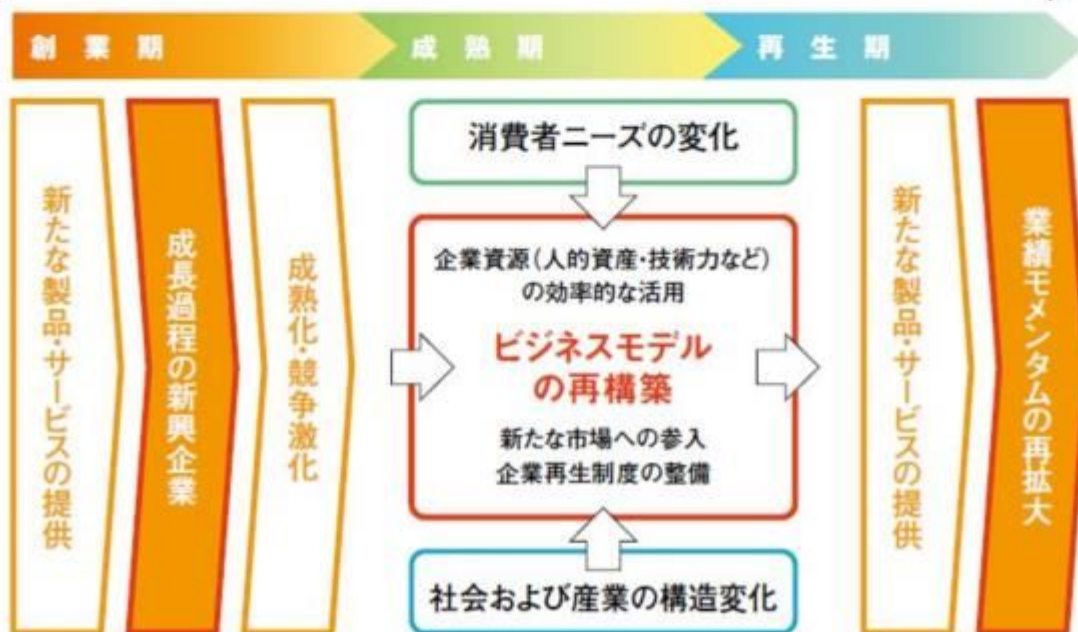 創業期
成熟期
再生期
新たな製品・サービスの提供
成長過程の新興企業
成熟化・競争激化
消費者ニーズの変化
企業資源(人的資産・技術力など)
の効率的な活用
ビジネスモデル
の再構築
新たな市場への参入
企業再生制度の整備
社会および産業の構造変化
新たな製品・サービスの提供
業績モメンタムの再拡大